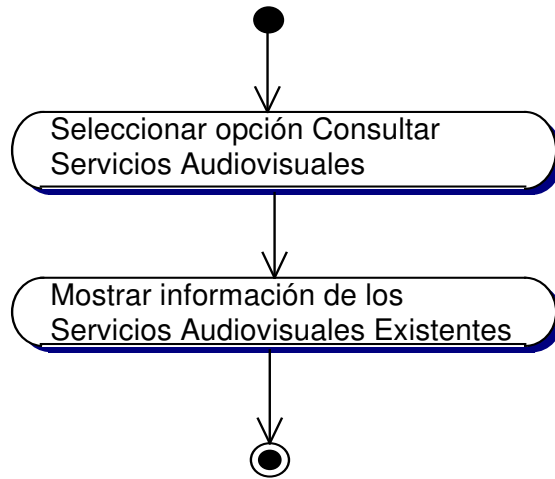 Seleccionar opción Consultar
Servicios Audiovisuales
Mostrar información de los
Servicios Audiovisuales Existentes